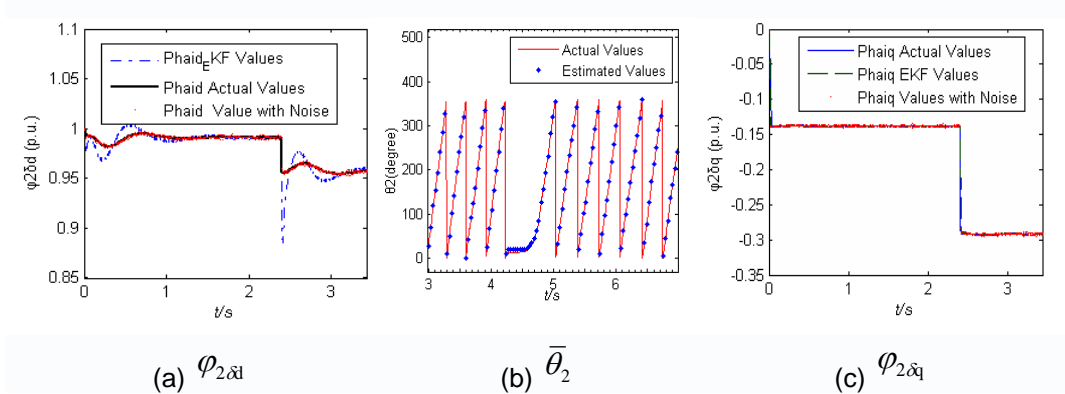 1.1
1.05
1
0.95
0.9
0.85
φ2δd (p.u.)
Phaid_EKF Values
Phaid Actual Values
Phaid Value with Noise
0 1 2 3
t/s
(a) φ2δd
500
400
300
200
100
0
θ2(degree)
Actual Values
Estimated Values
3 4 5 6
t/s
(b) θ̅2
-0.05
-0.15
-0.15
-0.2
-0.25
-0.3
-0.35
φ2δq (p.u.)
Phaiq Actual Values
Phaiq EKF Values
Phaiq Values with Noise
0 1 2 3
t/s
(c) φ2δq